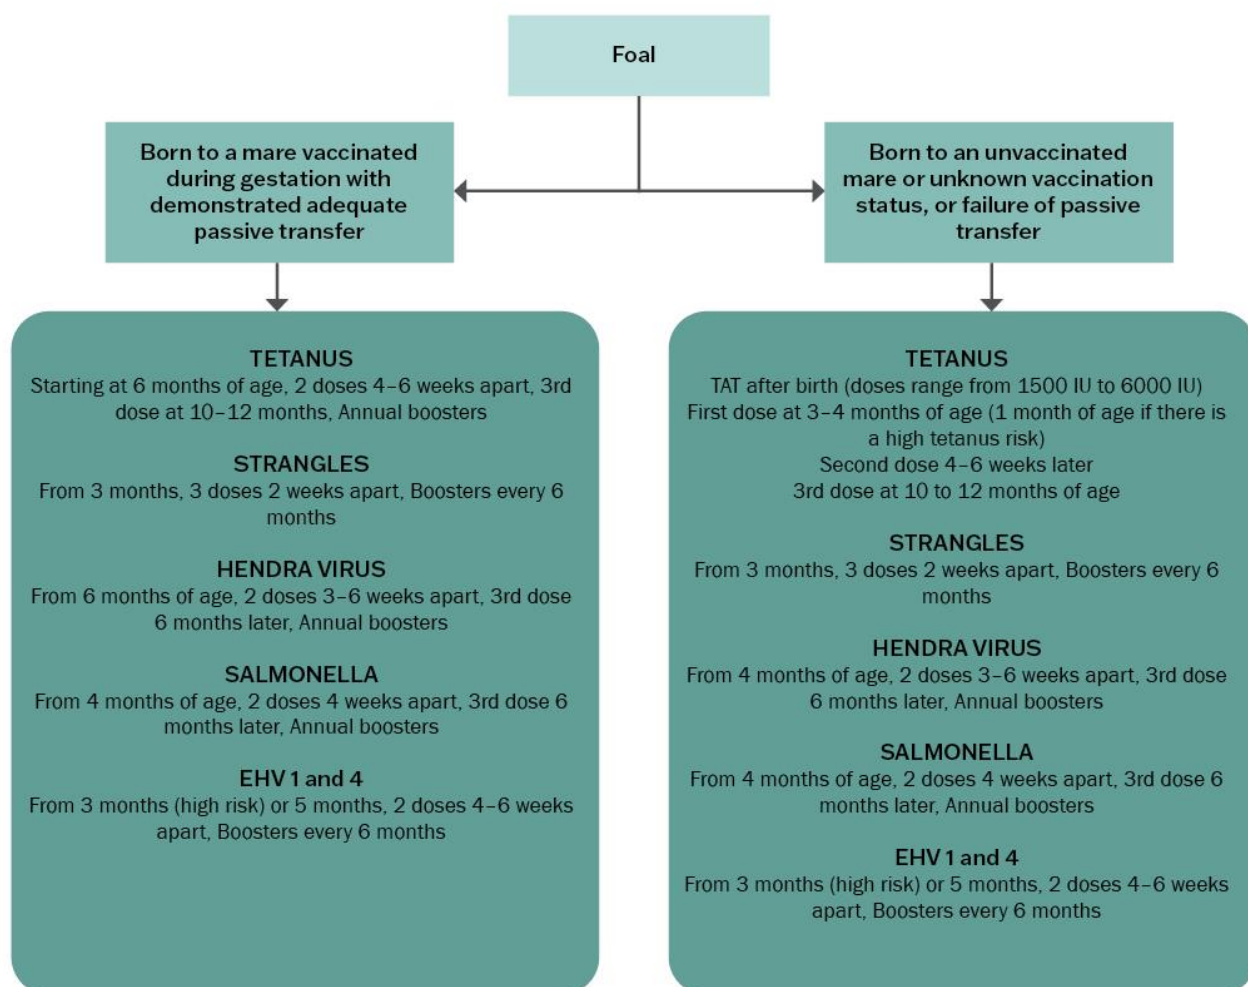 Foal
Born to a mare vaccinated
during gestation with
demonstrated adequate
passive transfer
Born to an unvaccinated
mare or unknown vaccination
status, or failure of passive
transfer
TETANUS
Starting at 6 months of age, 2 doses 4–6 weeks apart, 3rd
dose at 10–12 months, Annual boosters
STRANGLES
From 3 months, 3 doses 2 weeks apart, Boosters every 6
months
HENDRA VIRUS
From 6 months of age, 2 doses 3–6 weeks apart, 3rd dose
6 months later, Annual boosters
SALMONELLA
From 4 months of age, 2 doses 4 weeks apart, 3rd dose 6
months later, Annual boosters
EHV 1 and 4
From 3 months (high risk) or 5 months, 2 doses 4–6 weeks
apart, Boosters every 6 months
TETANUS
TAT after birth (doses range from 1500 IU to 6000 IU)
First dose at 3–4 months of age (1 month of age if there is
a high tetanus risk)
Second dose 4–6 weeks later
3rd dose at 10 to 12 months of age
STRANGLES
From 3 months, 3 doses 2 weeks apart, Boosters every 6
months
HENDRA VIRUS
From 4 months of age, 2 doses 3–6 weeks apart, 3rd dose
6 months later, Annual boosters
SALMONELLA
From 4 months of age, 2 doses 4 weeks apart, 3rd dose 6
months later, Annual boosters
EHV 1 and 4
From 3 months (high risk) or 5 months, 2 doses 4–6 weeks
apart, Boosters every 6 months